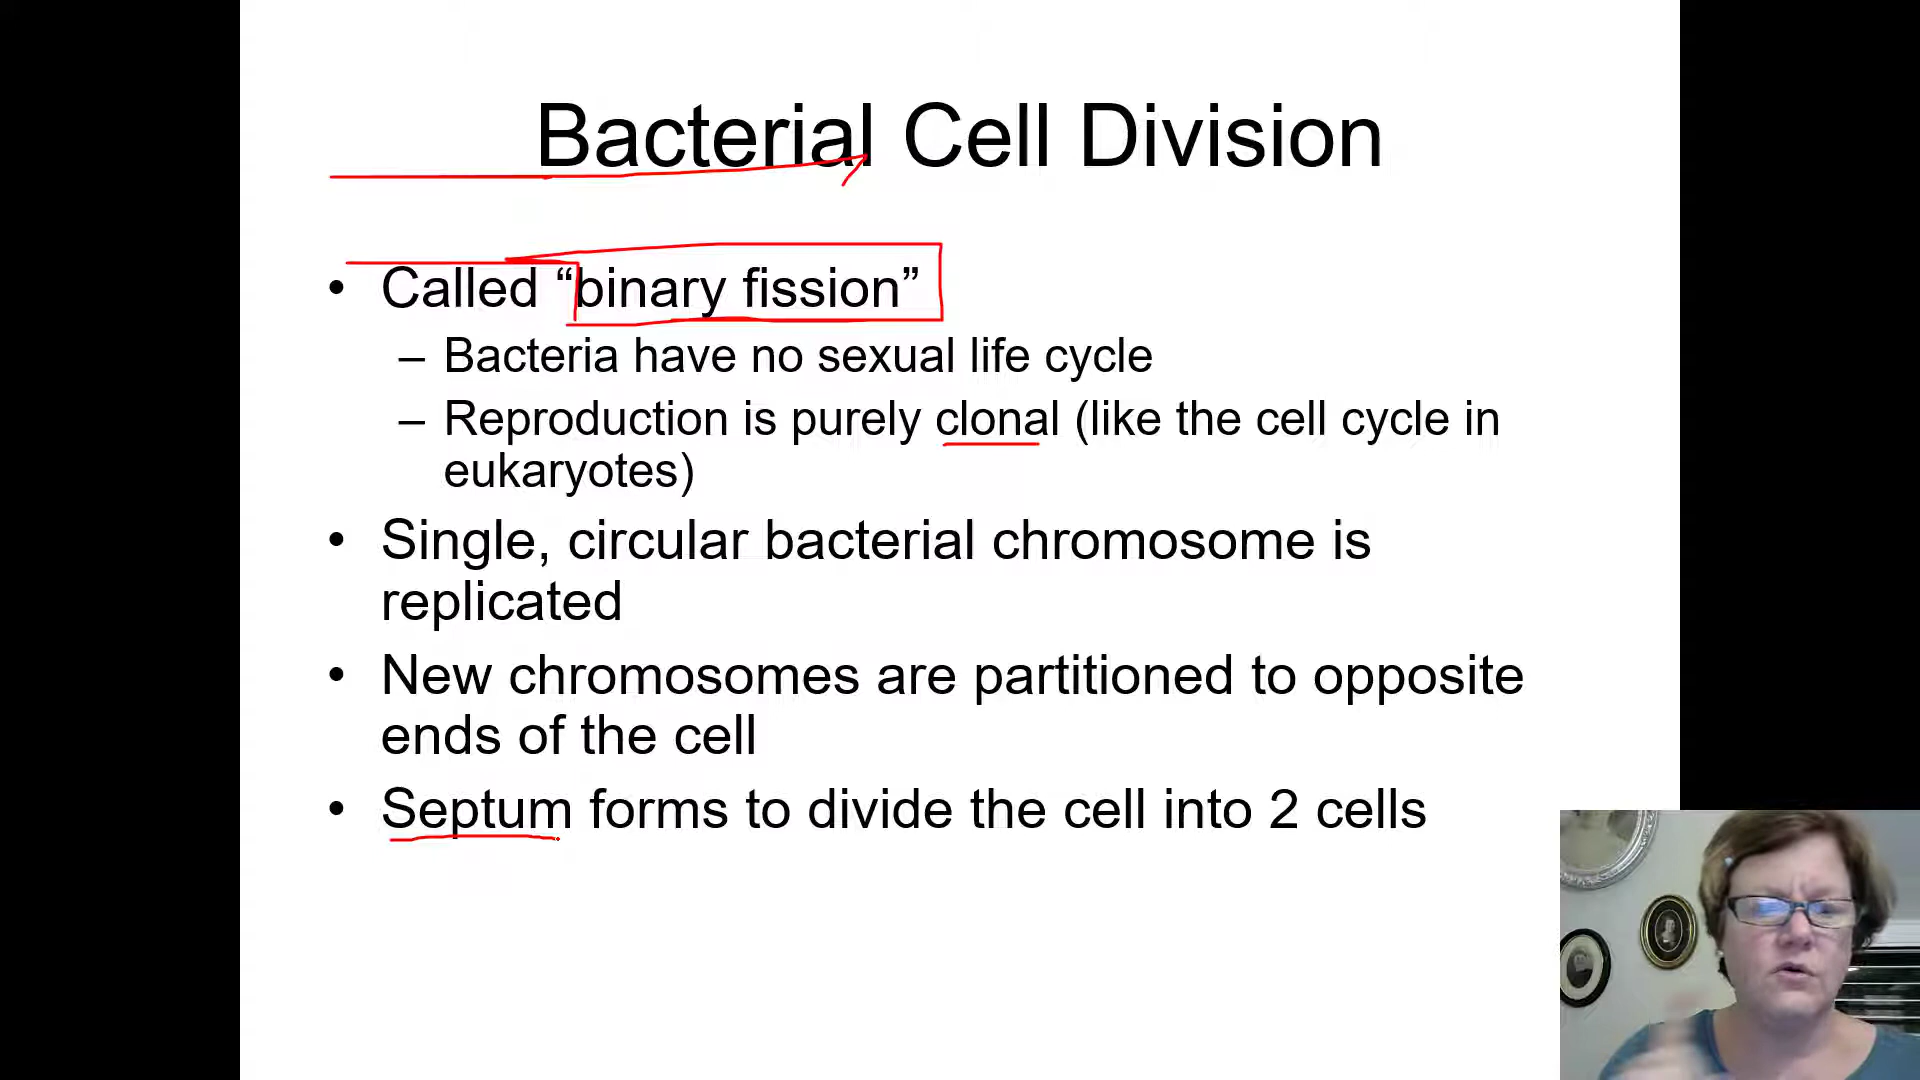 Bacterial Cell Division
• Called “binary fission”
– Bacteria have no sexual life cycle
– Reproduction is purely clonal (like the cell cycle in
eukaryotes)
• Single, circular bacterial chromosome is
replicated
• New chromosomes are partitioned to opposite
ends of the cell
• Septum forms to divide the cell into 2 cells